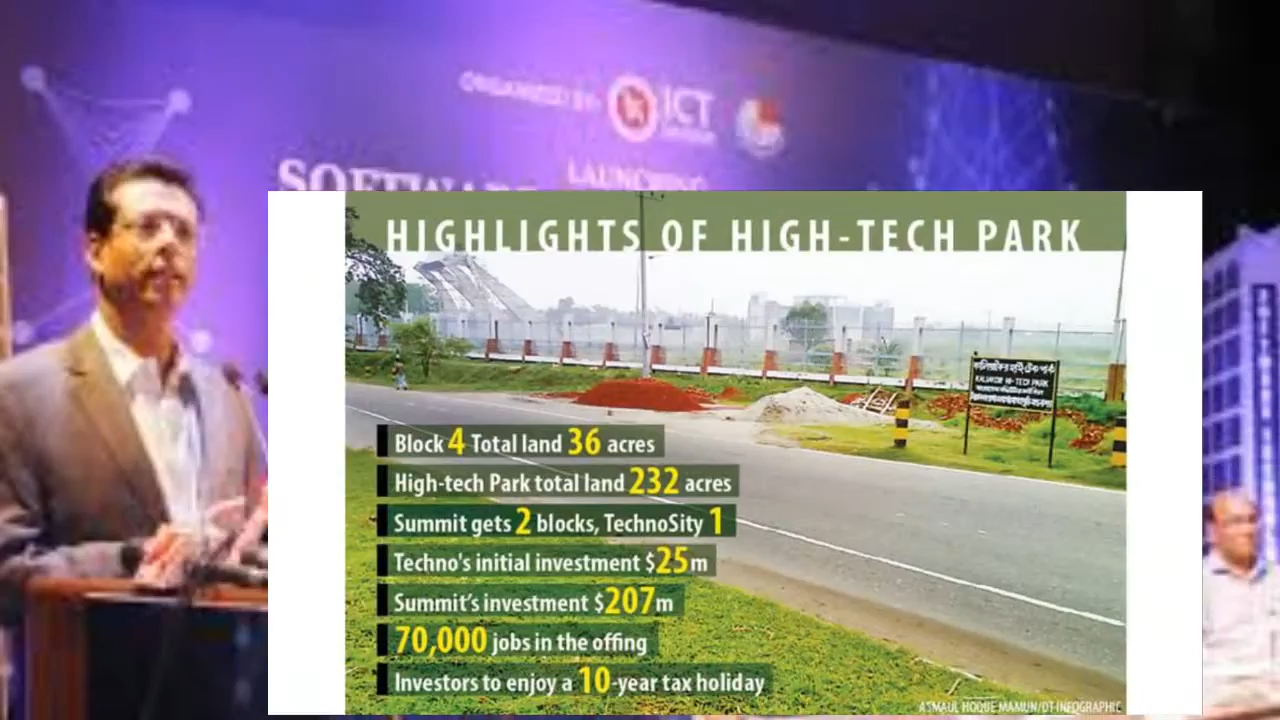 ORGANIZED BY
ICT
LAUNCHING
HIGHLIGHTS OF HIGH-TECH PARK
KALIAKOIR HI-TECH PARK
Block 4 Total land 36 acres
High-tech Park total land 232 acres
Summit gets 2 blocks, TechnoSity 1
Techno's initial investment $25m
Summit's investment $207m
70,000 jobs in the offing
Investors to enjoy a 10-year tax holiday
ASMAUL HOQUE MAMUN/DT INFOGRAPHIC